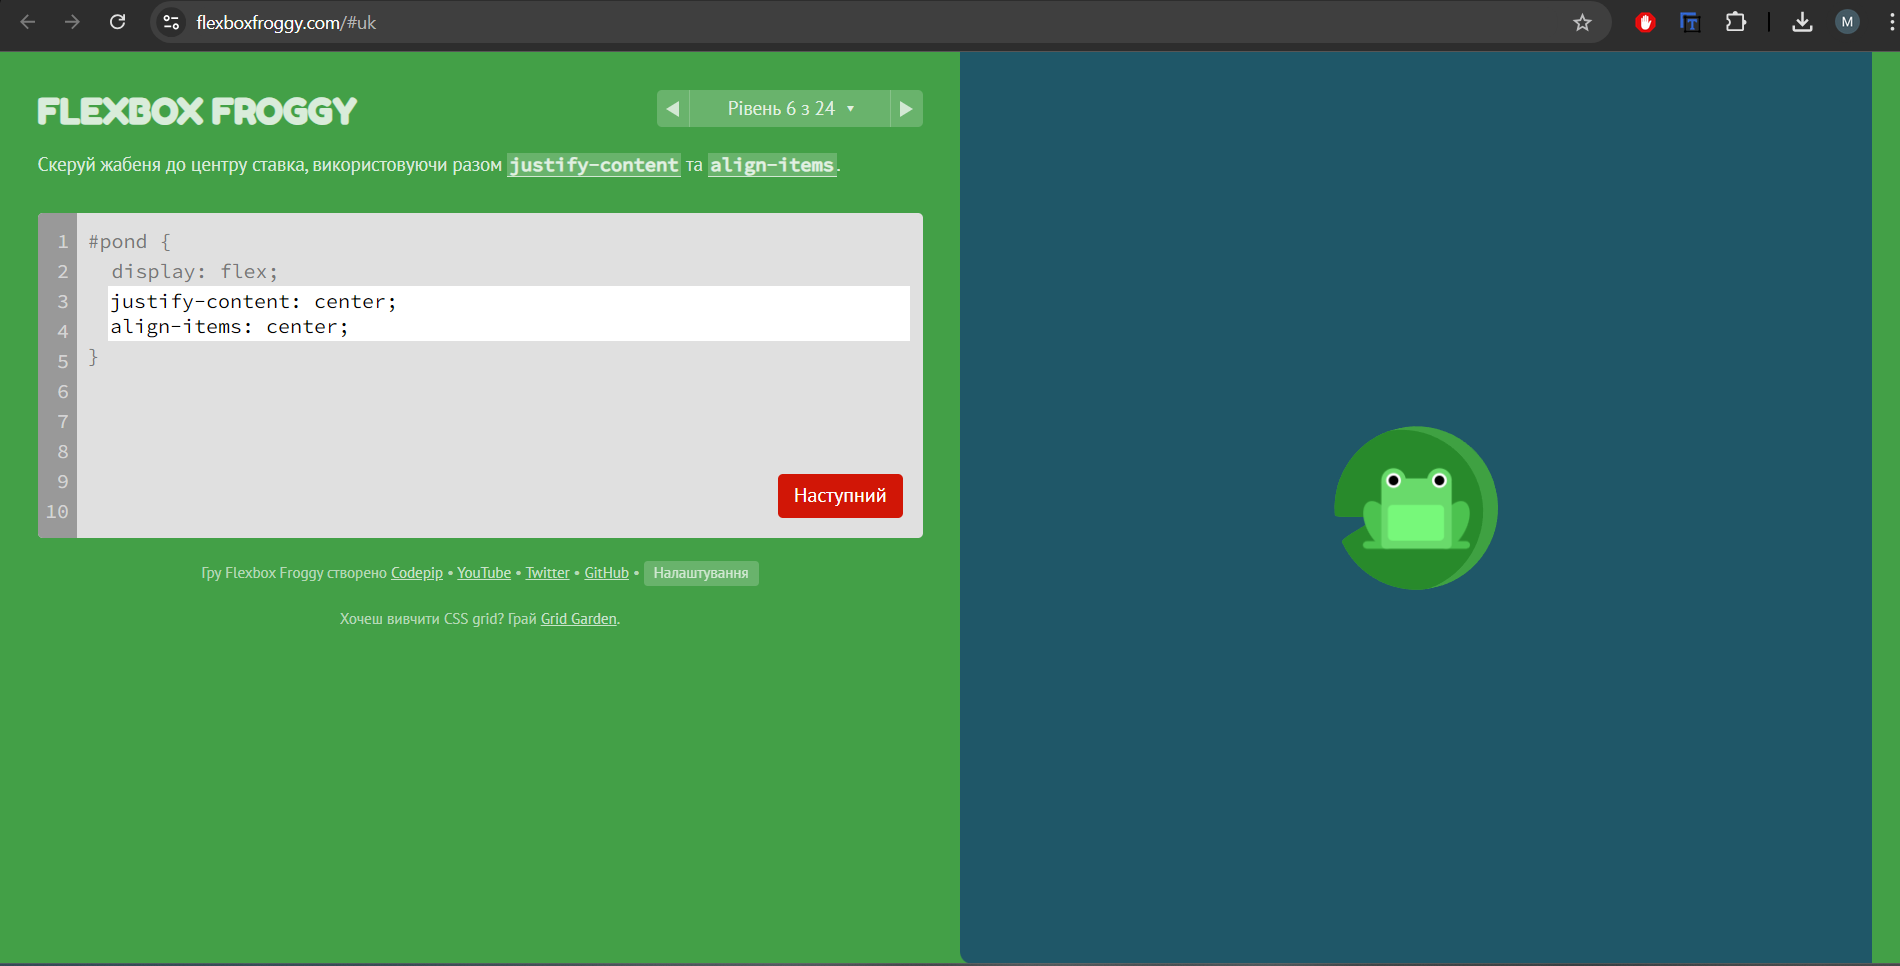 flexboxfroggy.com/#uk
M
FLEXBOX FROGGY
Рівень 6 з 24
Скеруй жабеня до центру ставка, використовуючи разом justify-content та align-items.
1 #pond {
2 display: flex;
3 justify-content: center;
4 align-items: center;
5 }
6
7
8
9
10
Наступний
Гру Flexbox Froggy створено Codepip • YouTube • Twitter • GitHub • Налаштування
Хочеш вивчити CSS grid? Грай Grid Garden.